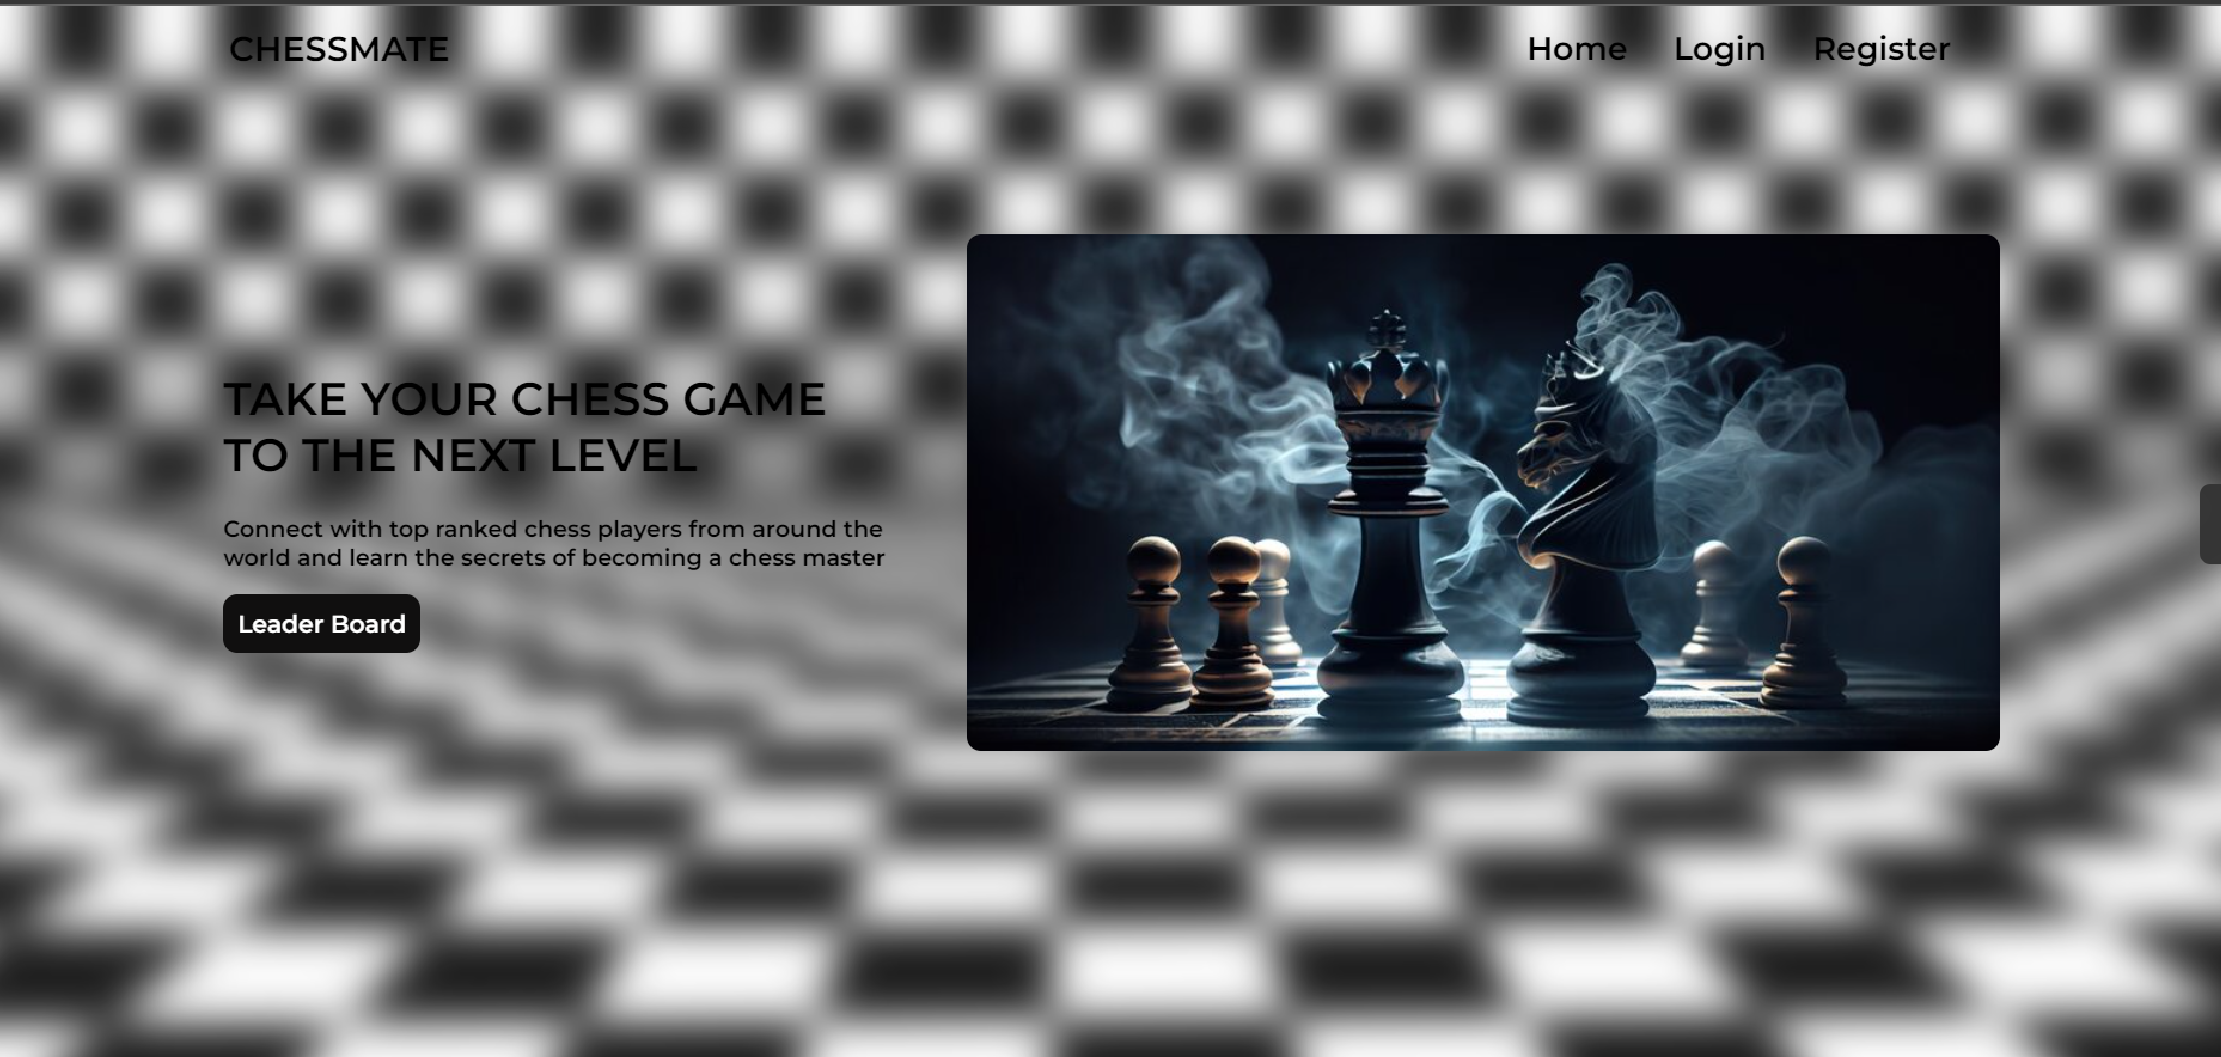 CHESSMATE
Home Login Register
TAKE YOUR CHESS GAME
TO THE NEXT LEVEL
Connect with top ranked chess players from around the
world and learn the secrets of becoming a chess master
Leader Board